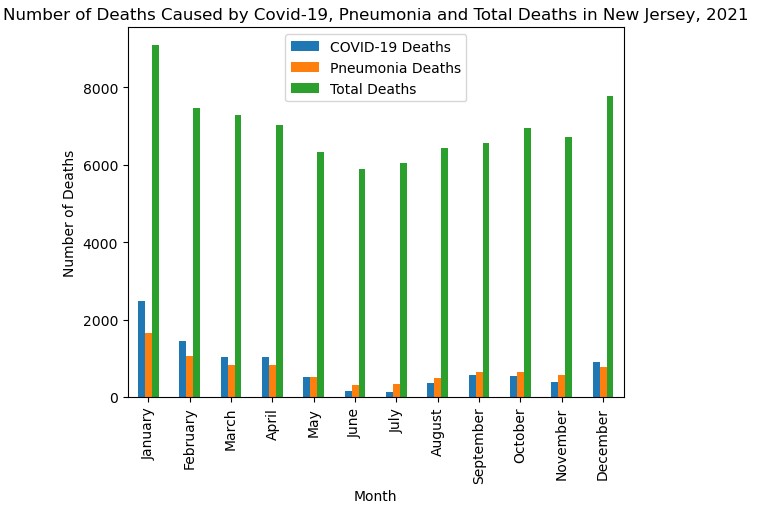 Number of Deaths Caused by Covid-19, Pneumonia and Total Deaths in New Jersey, 2021
COVID-19 Deaths
Pneumonia Deaths
Total Deaths
8000
6000
4000
2000
0
Number of Deaths
January
February
March
April
May
June
July
August
September
October
November
December
Month